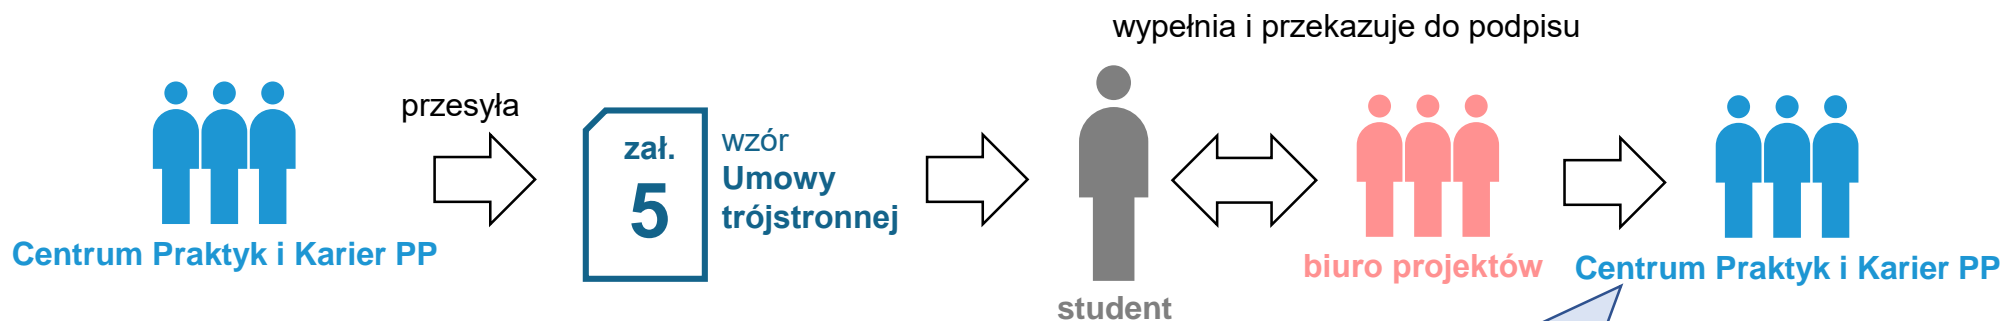 wypełnia i przekazuje do podpisu
przesyła
zał.
5
wzór
Umowy
trójstronnej
Centrum Praktyk i Karier PP
student
biuro projektów
Centrum Praktyk i Karier PP